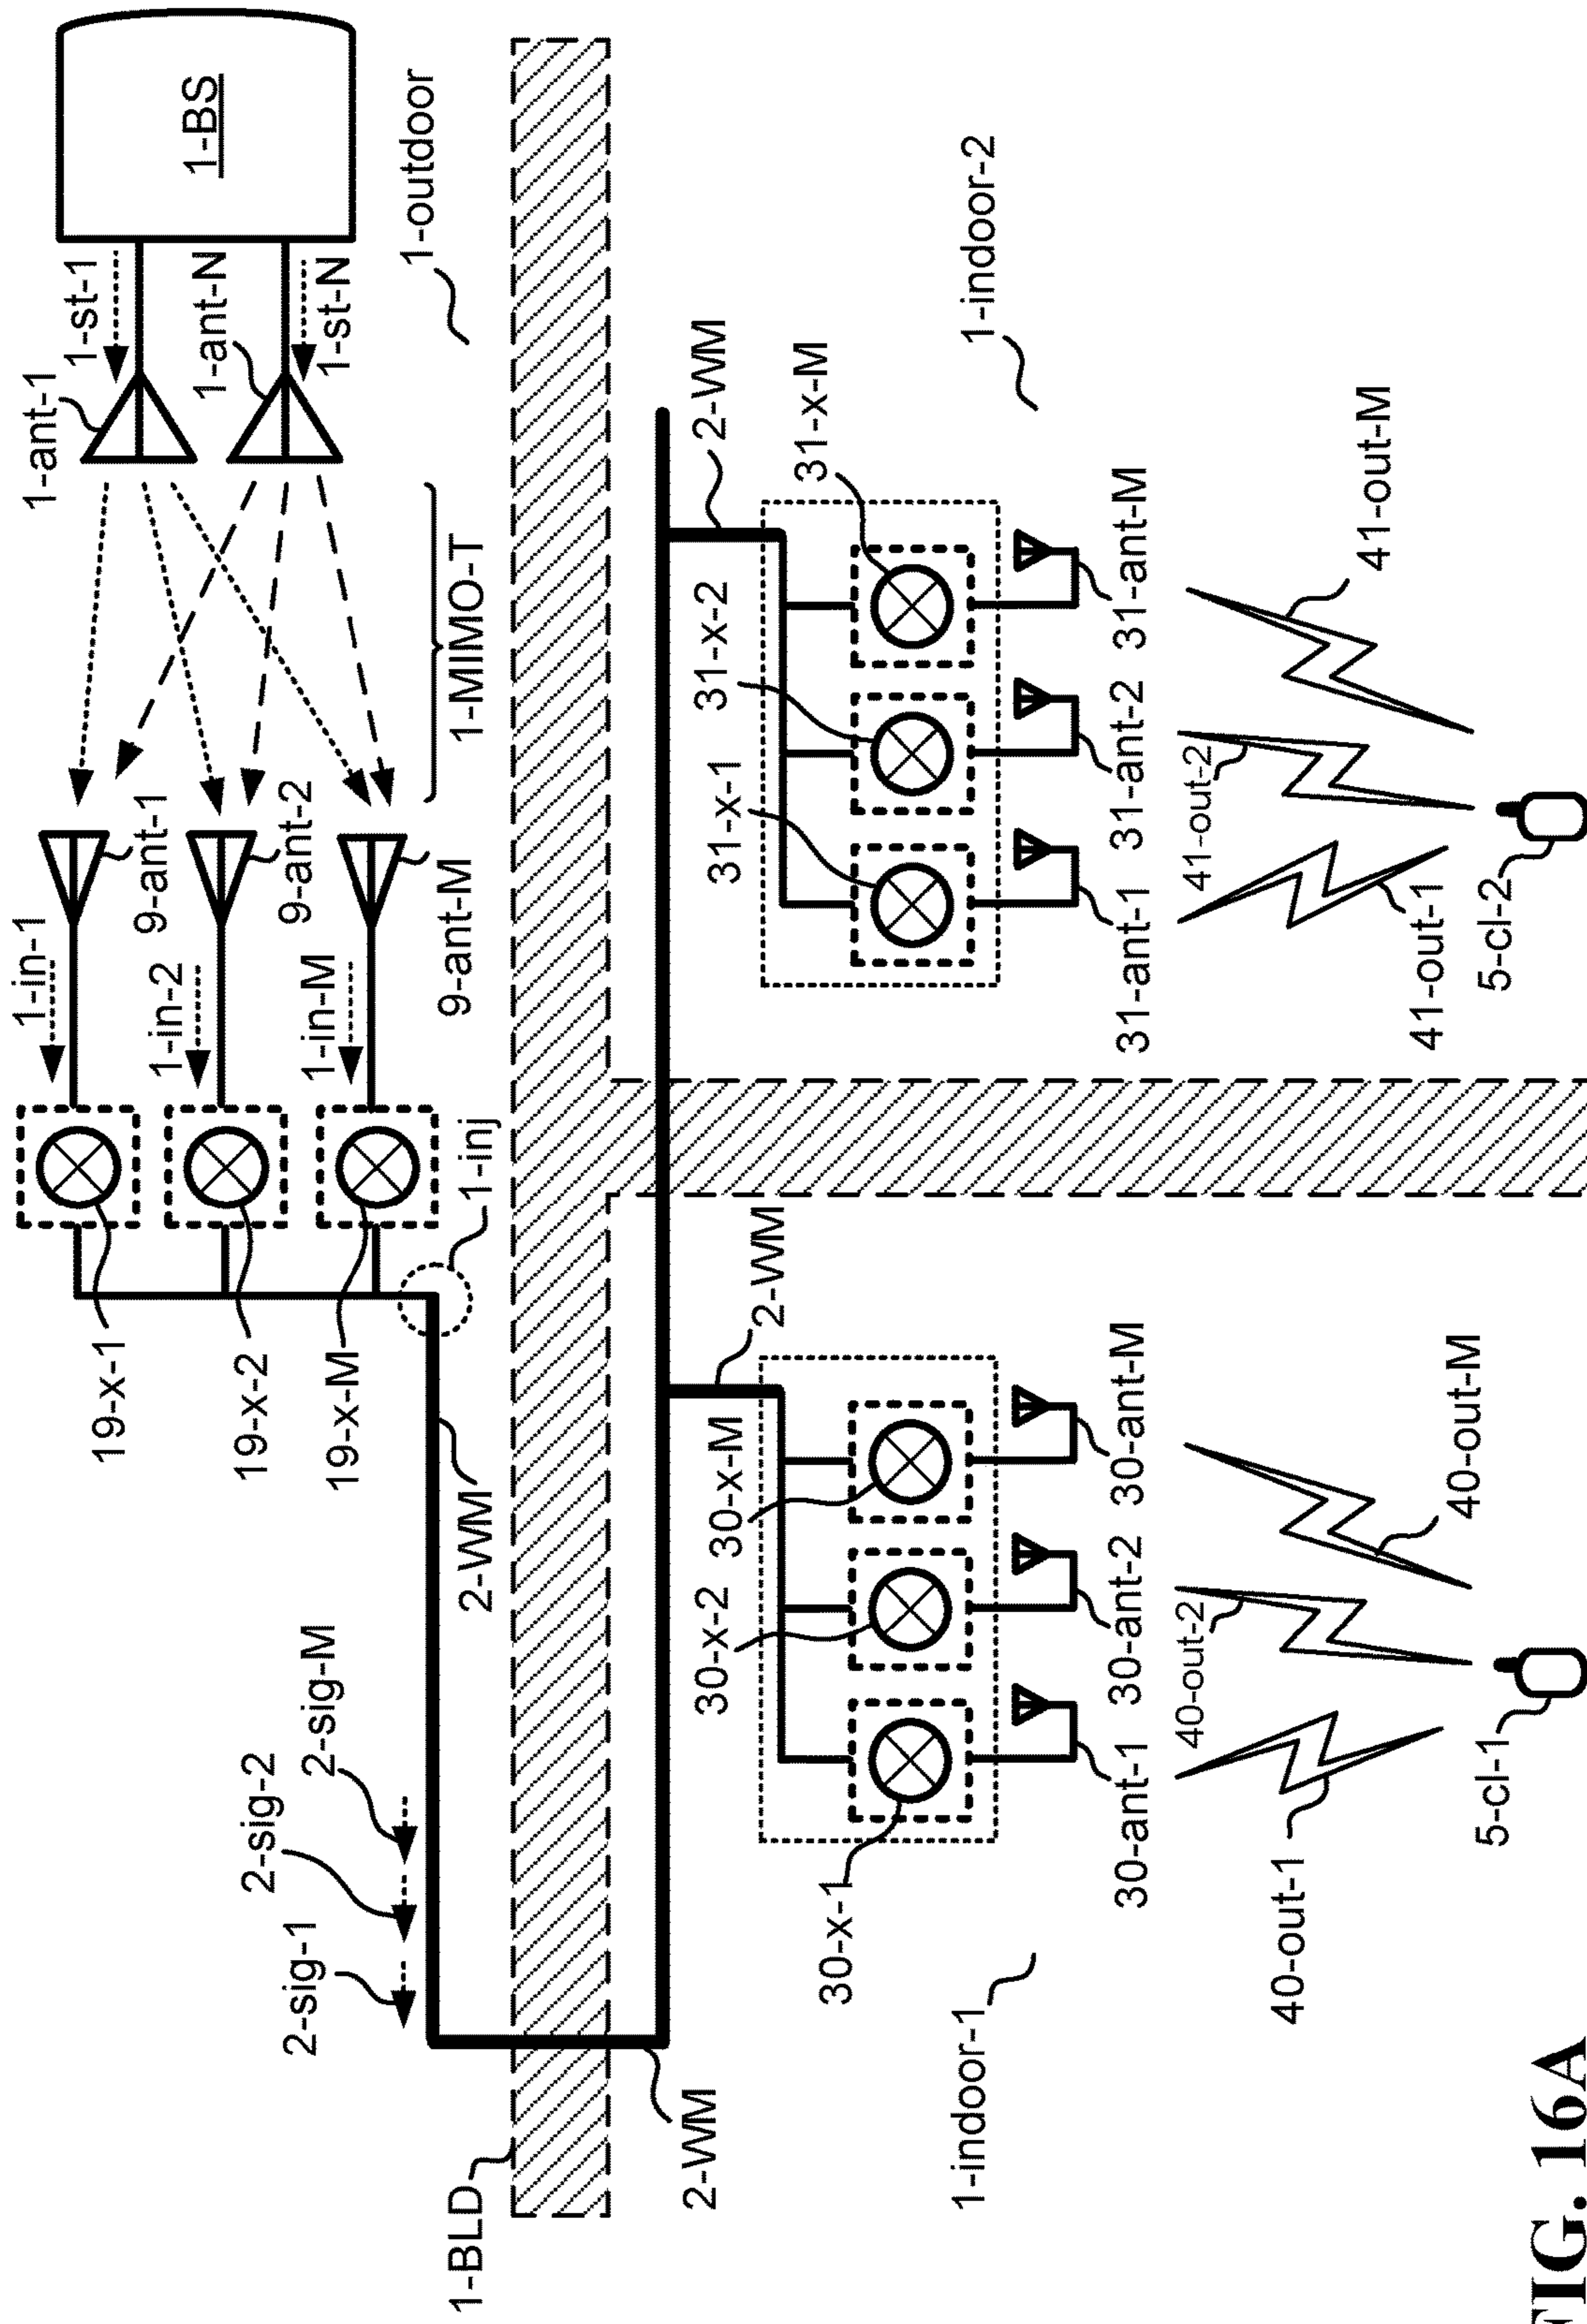 1-BS
1-st-1
1-ant-1
1-ant-N
1-st-N
1-outdoor
1-MIMO-T
9-ant-1
9-ant-2
9-ant-M
1-in-1
1-in-2
1-in-M
1-inj
19-x-1
19-x-2
19-x-M
2-WM
2-sig-M
2-sig-2
2-sig-1
1-BLD
2-WM
2-WM
31-x-M
31-x-2
31-x-1
1-indoor-2
31-ant-M
31-ant-2
31-ant-1
41-out-M
41-out-2
41-out-1
5-cl-2
2-WM
30-x-M
30-x-2
30-x-1
1-indoor-1
30-ant-M
30-ant-2
30-ant-1
40-out-M
40-out-2
40-out-1
5-cl-1
FIG. 16A